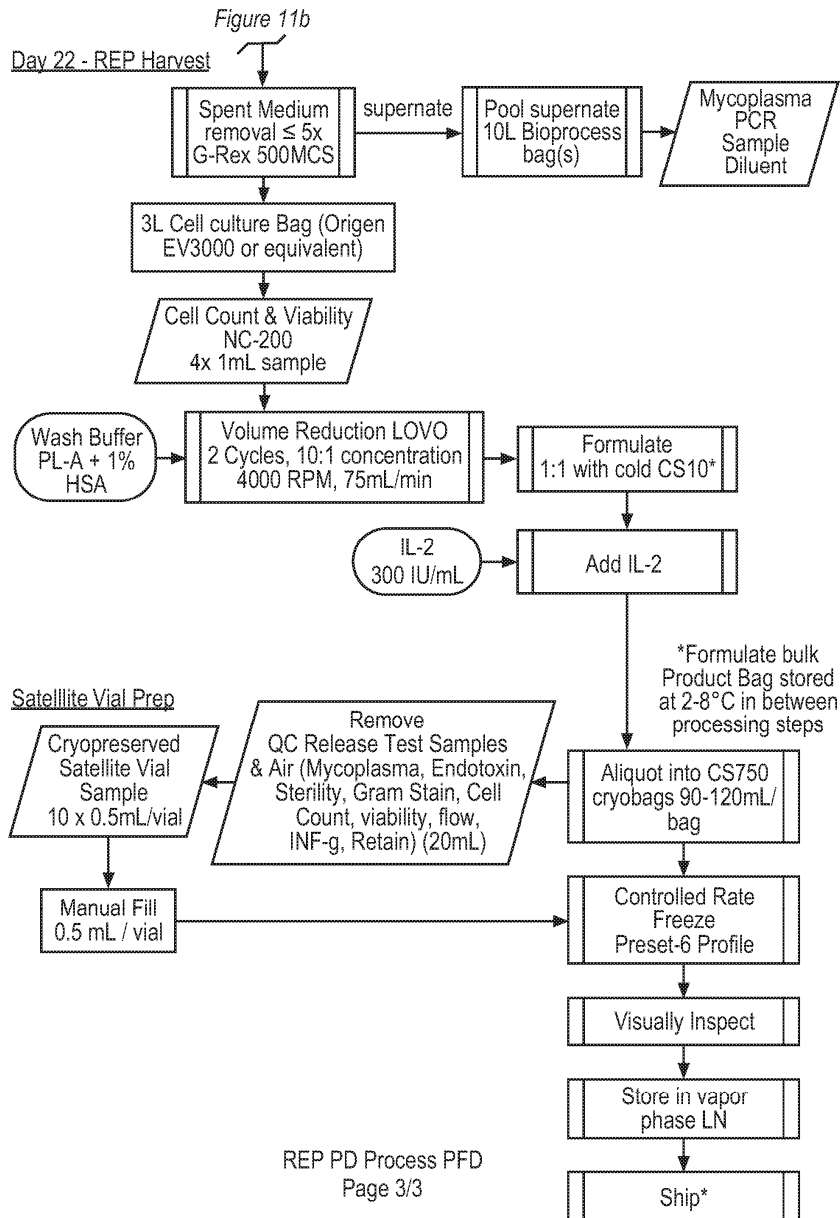 Figure 11b
Day 22 - REP Harvest
Spent Medium
removal ≤ 5x
G-Rex 500MCS
supernate
Pool supernate
10L Bioprocess
bag(s)
Mycoplasma
PCR
Sample
Diluent
3L Cell culture Bag (Origen
EV3000 or equivalent)
Cell Count & Viability
NC-200
4x 1mL sample
Wash Buffer
PL-A + 1%
HSA
Volume Reduction LOVO
2 Cycles, 10:1 concentration
4000 RPM, 75mL/min
Formulate
1:1 with cold CS10*
IL-2
300 IU/mL
Add IL-2
*Formulate bulk
Product Bag stored
at 2-8°C in between
processing steps
Satelllite Vial Prep
Cryopreserved
Satellite Vial
Sample
10 x 0.5mL/vial
Remove
QC Release Test Samples
& Air (Mycoplasma, Endotoxin,
Sterility, Gram Stain, Cell
Count, viability, flow,
INF-g, Retain) (20mL)
Aliquot into CS750
cryobags 90-120mL/
bag
Manual Fill
0.5 mL / vial
Controlled Rate
Freeze
Preset-6 Profile
Visually Inspect
Store in vapor
phase LN
Ship*
REP PD Process PFD
Page 3/3